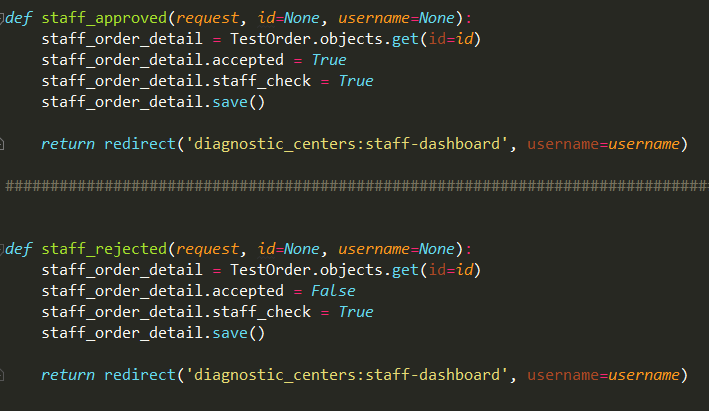 def staff_approved(request, id=None, username=None):
    staff_order_detail = TestOrder.objects.get(id=id)
    staff_order_detail.accepted = True
    staff_order_detail.staff_check = True
    staff_order_detail.save()
    return redirect('diagnostic_centers:staff-dashboard', username=username)
##############################################################################
def staff_rejected(request, id=None, username=None):
    staff_order_detail = TestOrder.objects.get(id=id)
    staff_order_detail.accepted = False
    staff_order_detail.staff_check = True
    staff_order_detail.save()
    return redirect('diagnostic_centers:staff-dashboard', username=username)